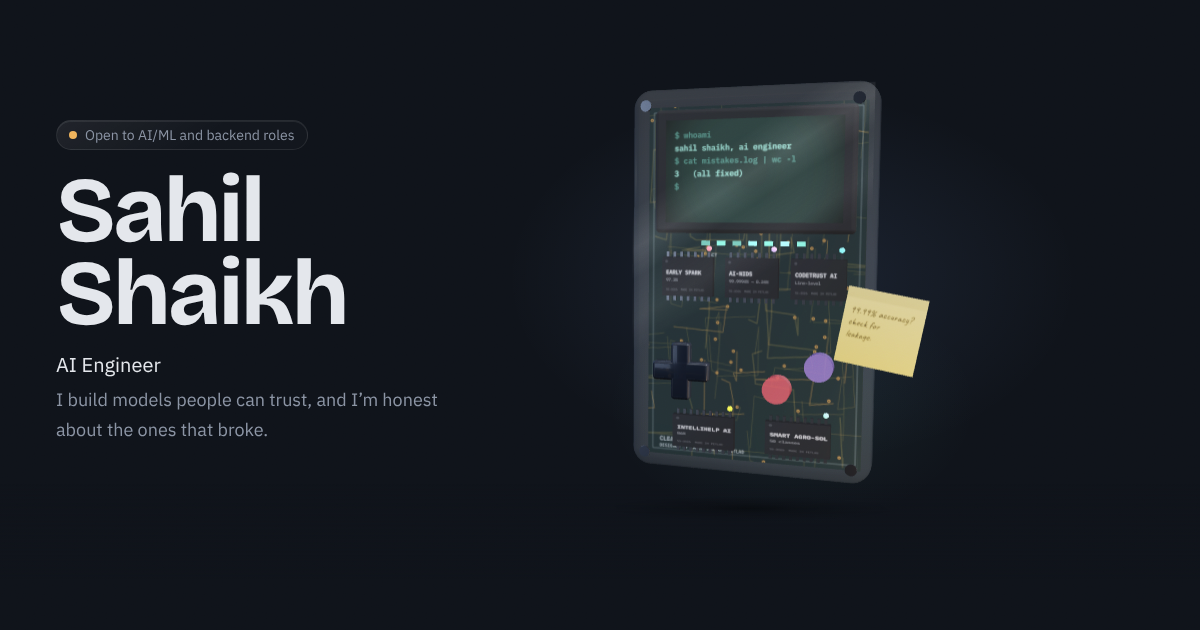 Open to AI/ML and backend roles
Sahil
Shaikh
AI Engineer
I build models people can trust, and I’m honest
about the ones that broke.
$ whoami
sahil shaikh, ai engineer
$ cat mistakes.log | wc -l
3 (all fixed)
$
EARLY SPARK
AI-KIDS
CODETRUST AI
Line-level
99.99% accuracy?
check for
leakage.
INTELLIHELP AI
SMART AGRO-SOL